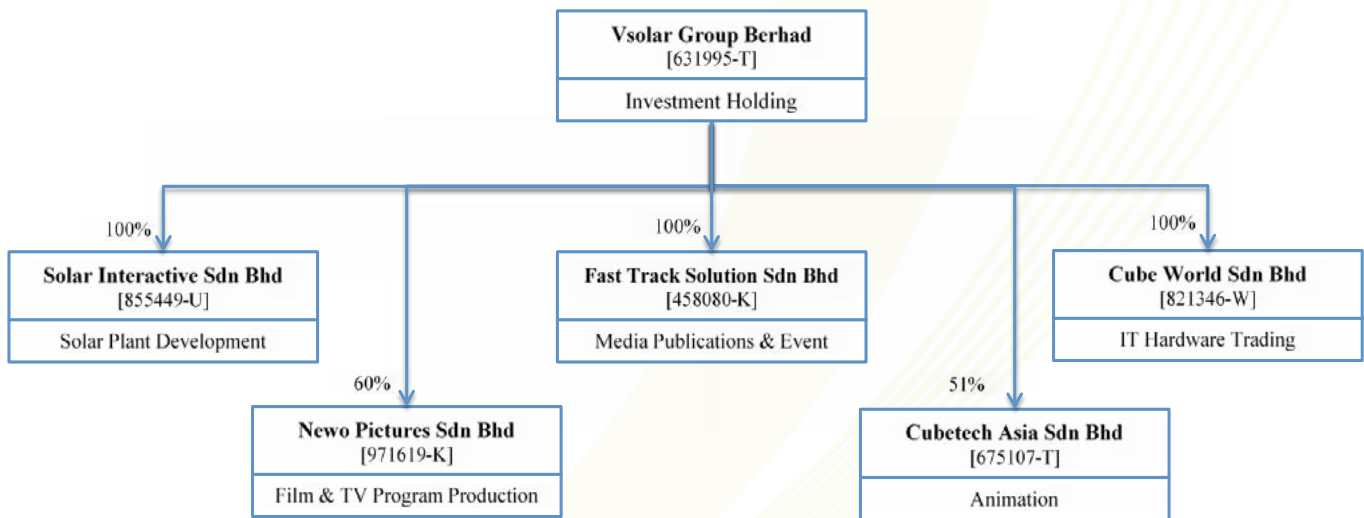 Vsolar Group Berhad
[631995-T]
Investment Holding
100%
100%
100%
Solar Interactive Sdn Bhd
[855449-U]
Solar Plant Development
Fast Track Solution Sdn Bhd
[458080-K]
Media Publications & Event
Cube World Sdn Bhd
[821346-W]
IT Hardware Trading
60%
51%
Newo Pictures Sdn Bhd
[971619-K]
Film & TV Program Production
Cubetech Asia Sdn Bhd
[675107-T]
Animation